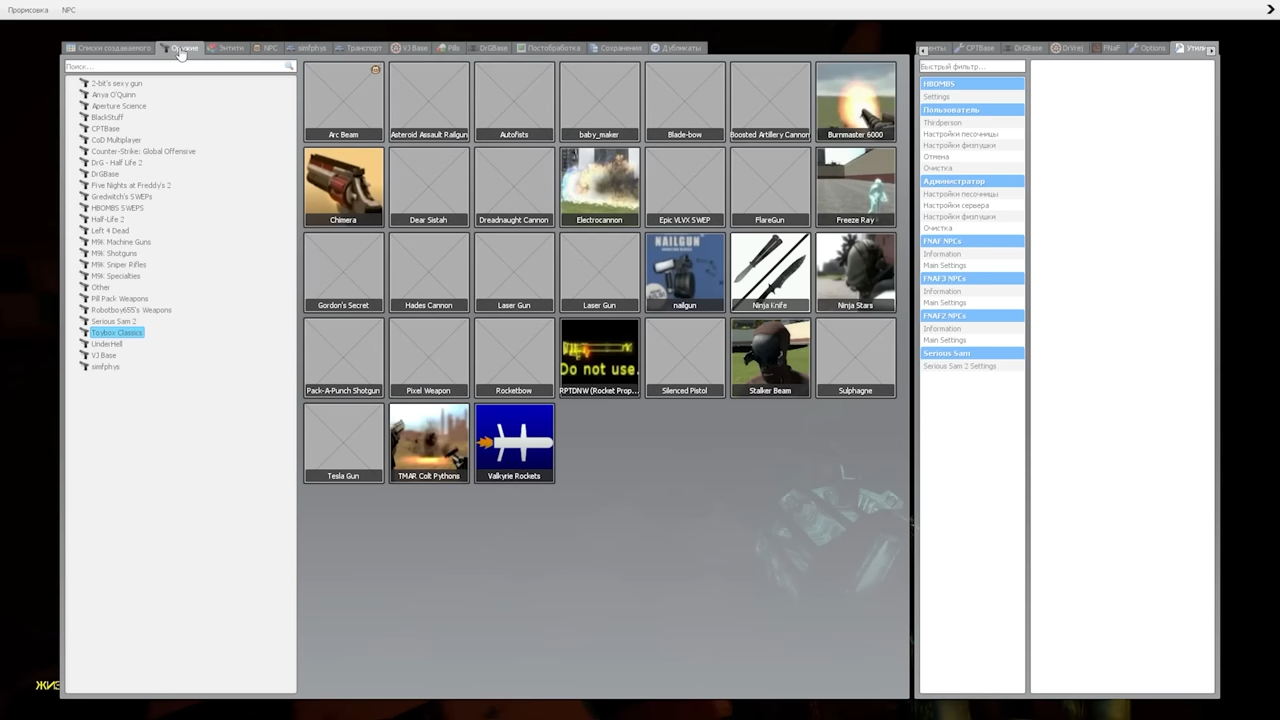 Прорисовка NPC
Списки создаваемого Оружие Энтити NPC simfphys Транспорт VJ Base Pills DrGBase Постобработка Сохранения Дубликаты
CPTBase DrGBase DrVrej FNaF Options
Поиск...
2-bit's sexy gun
Anya O'Quinn
Aperture Science
BlackStuff
CPTBase
CoD Multiplayer
Counter-Strike: Global Offensive
DrG - Half Life 2
DrGBase
Five Nights at Freddy's 2
Gredwitch's SWEPs
HBOMBS SWEPS
Half-Life 2
Left 4 Dead
M9K Machine Guns
M9K Shotguns
M9K Sniper Rifles
M9K Specialties
Other
Pill Pack Weapons
Robotboy655's Weapons
Serious Sam 2
Toybox Classics
UnderHell
VJ Base
simfphys
Arc Beam Asteroid Assault Railgun Autofists baby_maker Blade-bow Boosted Artillery Cannon Burnmaster 6000
Chimera Dear Sistah Dreadnaught Cannon Electrocannon Epic VLVX SWEP FlareGun Freeze Ray
NAILGUN
Gordon's Secret Hades Cannon Laser Gun Laser Gun nailgun Ninja Knife Ninja Stars
Do not use.
Pack-A-Punch Shotgun Pixel Weapon Rocketbow RPTDNW (Rocket Prop... Silenced Pistol Stalker Beam Sulphagne
Tesla Gun TMAR Colt Pythons Valkyrie Rockets
Быстрый фильтр...
HBOMBS
Settings
Пользователь
Thirdperson
Настройки песочницы
Настройки физпушки
Отмена
Очистка
Администратор
Настройки песочницы
Настройки сервера
Настройки физпушки
Очистка
FNAF NPCs
Information
Main Settings
FNAF3 NPCs
Information
Main Settings
FNAF2 NPCs
Information
Main Settings
Serious Sam
Serious Sam 2 Settings